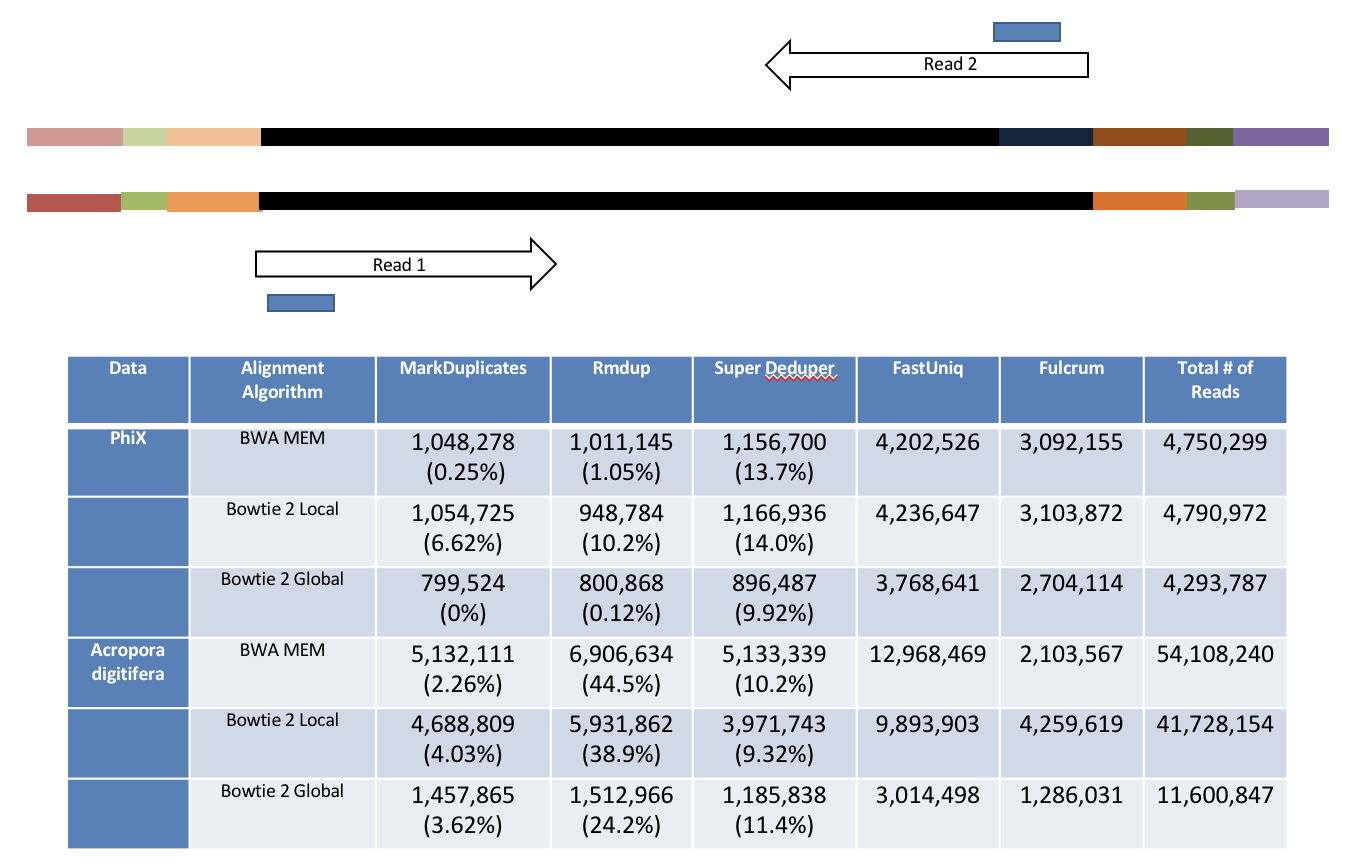 Read 2
Read 1
Data Alignment Algorithm MarkDuplicates Rmdup Super Deduper FastUniq Fulcrum Total # of Reads
PhiX BWA MEM 1,048,278 (0.25%) 1,011,145 (1.05%) 1,156,700 (13.7%) 4,202,526 3,092,155 4,750,299
Bowtie 2 Local 1,054,725 (6.62%) 948,784 (10.2%) 1,166,936 (14.0%) 4,236,647 3,103,872 4,790,972
Bowtie 2 Global 799,524 (0%) 800,868 (0.12%) 896,487 (9.92%) 3,768,641 2,704,114 4,293,787
Acropora digitifera BWA MEM 5,132,111 (2.26%) 6,906,634 (44.5%) 5,133,339 (10.2%) 12,968,469 2,103,567 54,108,240
Bowtie 2 Local 4,688,809 (4.03%) 5,931,862 (38.9%) 3,971,743 (9.32%) 9,893,903 4,259,619 41,728,154
Bowtie 2 Global 1,457,865 (3.62%) 1,512,966 (24.2%) 1,185,838 (11.4%) 3,014,498 1,286,031 11,600,847